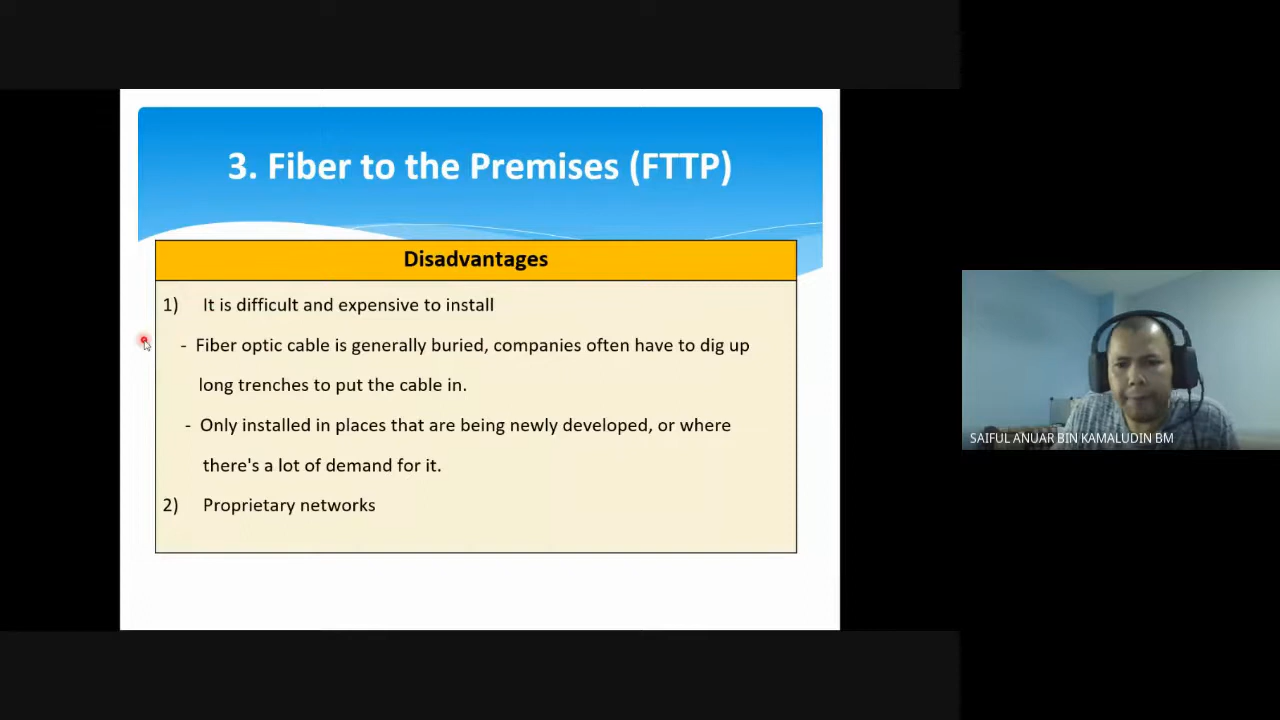 3. Fiber to the Premises (FTTP)
Disadvantages
1) It is difficult and expensive to install
- Fiber optic cable is generally buried, companies often have to dig up
long trenches to put the cable in.
- Only installed in places that are being newly developed, or where
there's a lot of demand for it.
2) Proprietary networks
SAIFUL ANUAR BIN KAMALUDIN BM